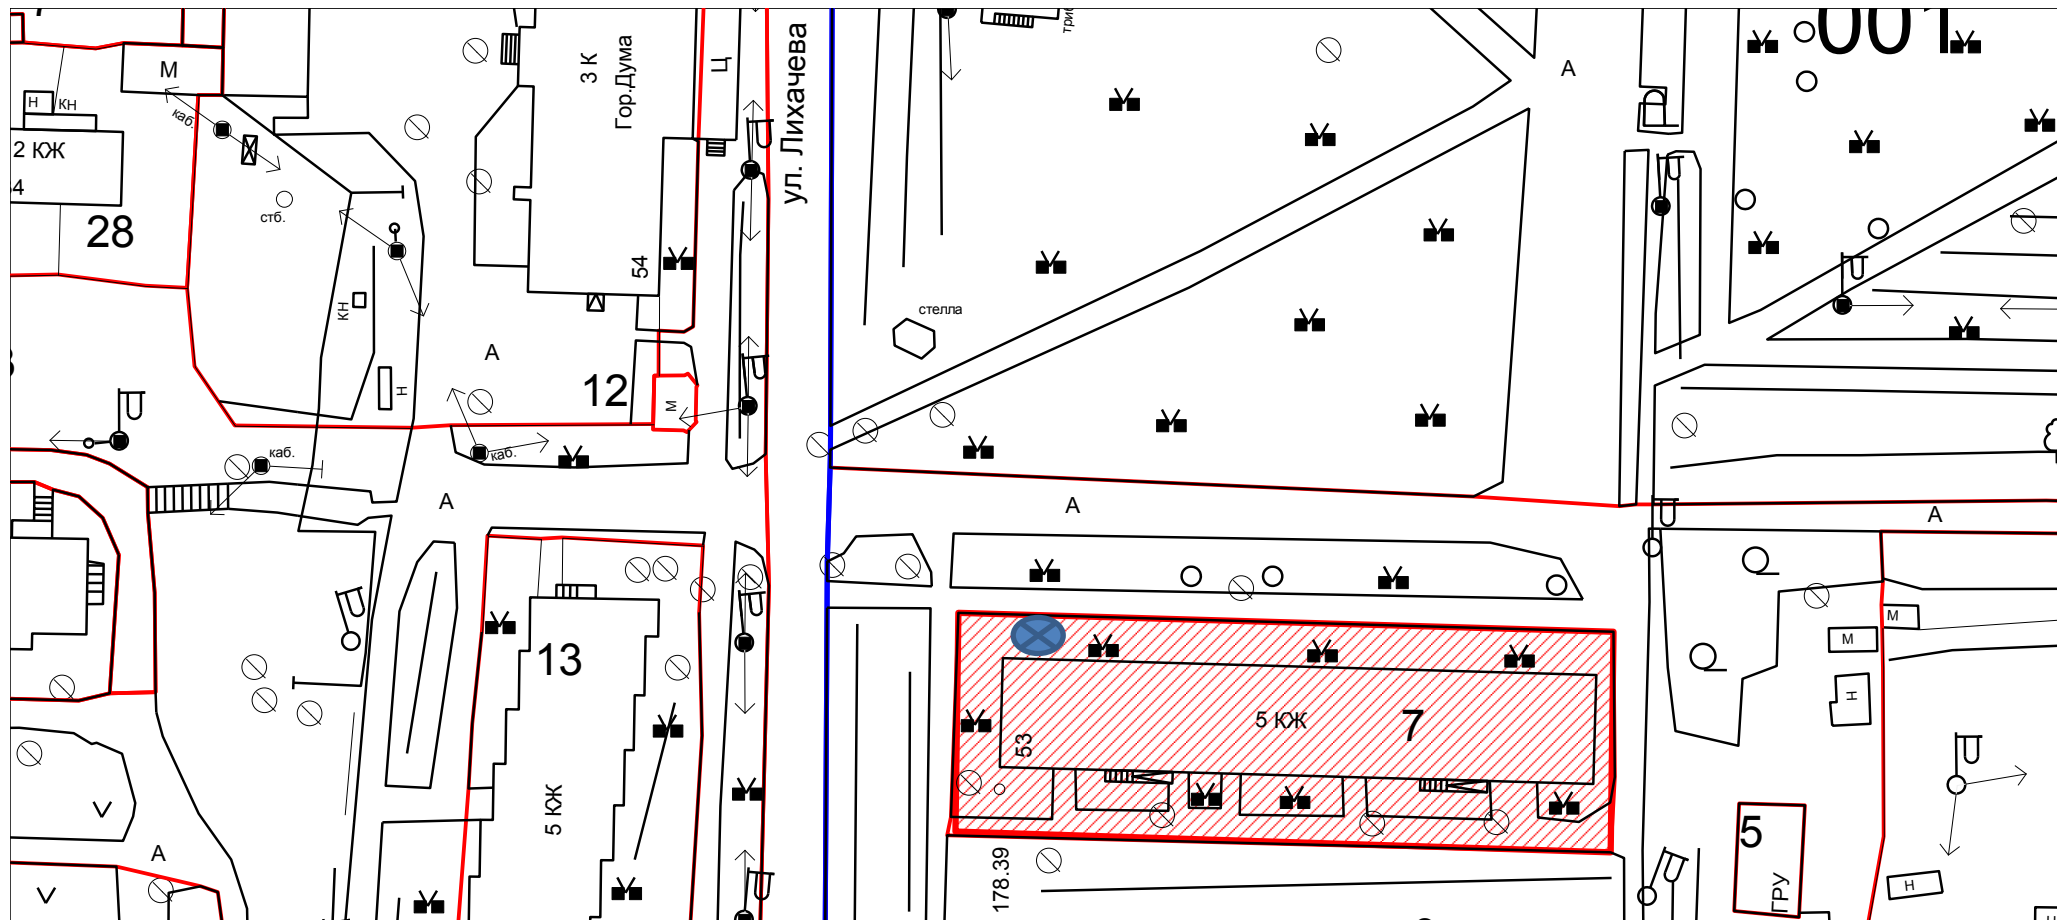 001
М
3 К
Гор.Дума
Ц
ул. Лихачева
А
Н
КН
каб.
2 КЖ
28
стб.
54
КН
стелла
А
12
М
Н
каб.
каб.
А
А
А
13
5 КЖ
5 КЖ
7
53
М
М
Н
А
178.39
5
ГРУ
Н